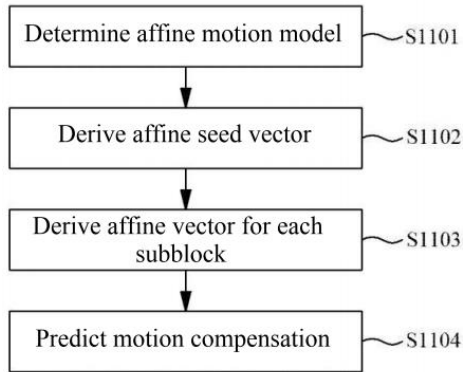 Determine affine motion model
S1101
Derive affine seed vector
S1102
Derive affine vector for each
subblock
S1103
Predict motion compensation
S1104